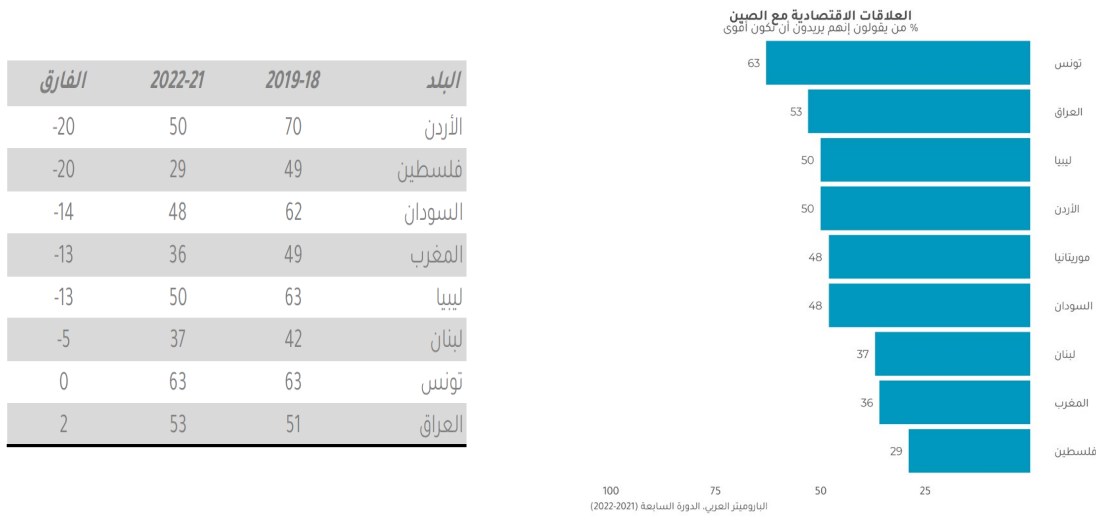 العلاقات الاقتصادية مع الصين
% من يقولون إنهم يريدون أن تكون أقوى
تونس 63
العراق 53
ليبيا 50
الأردن 50
موريتانيا 48
السودان 48
لبنان 37
المغرب 36
فلسطين 29
25 50 75 100
الباروميتر العربي، الدورة السابعة (2021-2022)
البلد 2019-18 2022-21 الفارق
الأردن 70 50 -20
فلسطين 49 29 -20
السودان 62 48 -14
المغرب 49 36 -13
ليبيا 63 50 -13
لبنان 42 37 -5
تونس 63 63 0
العراق 51 53 2